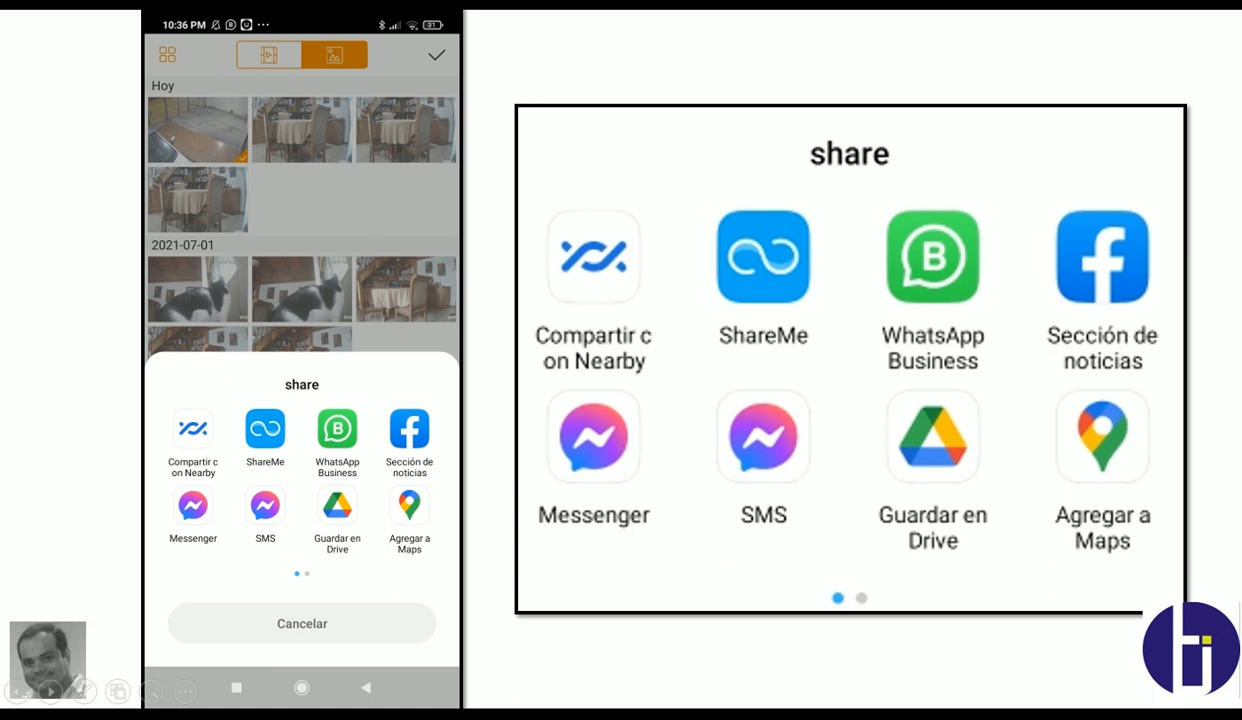 10:36 PM
31
Hoy
2021-07-01
share
Compartir c
on Nearby
ShareMe
WhatsApp
Business
Sección de
noticias
Messenger
SMS
Guardar en
Drive
Agregar a
Maps
Cancelar
share
Compartir c
on Nearby
ShareMe
WhatsApp
Business
Sección de
noticias
Messenger
SMS
Guardar en
Drive
Agregar a
Maps